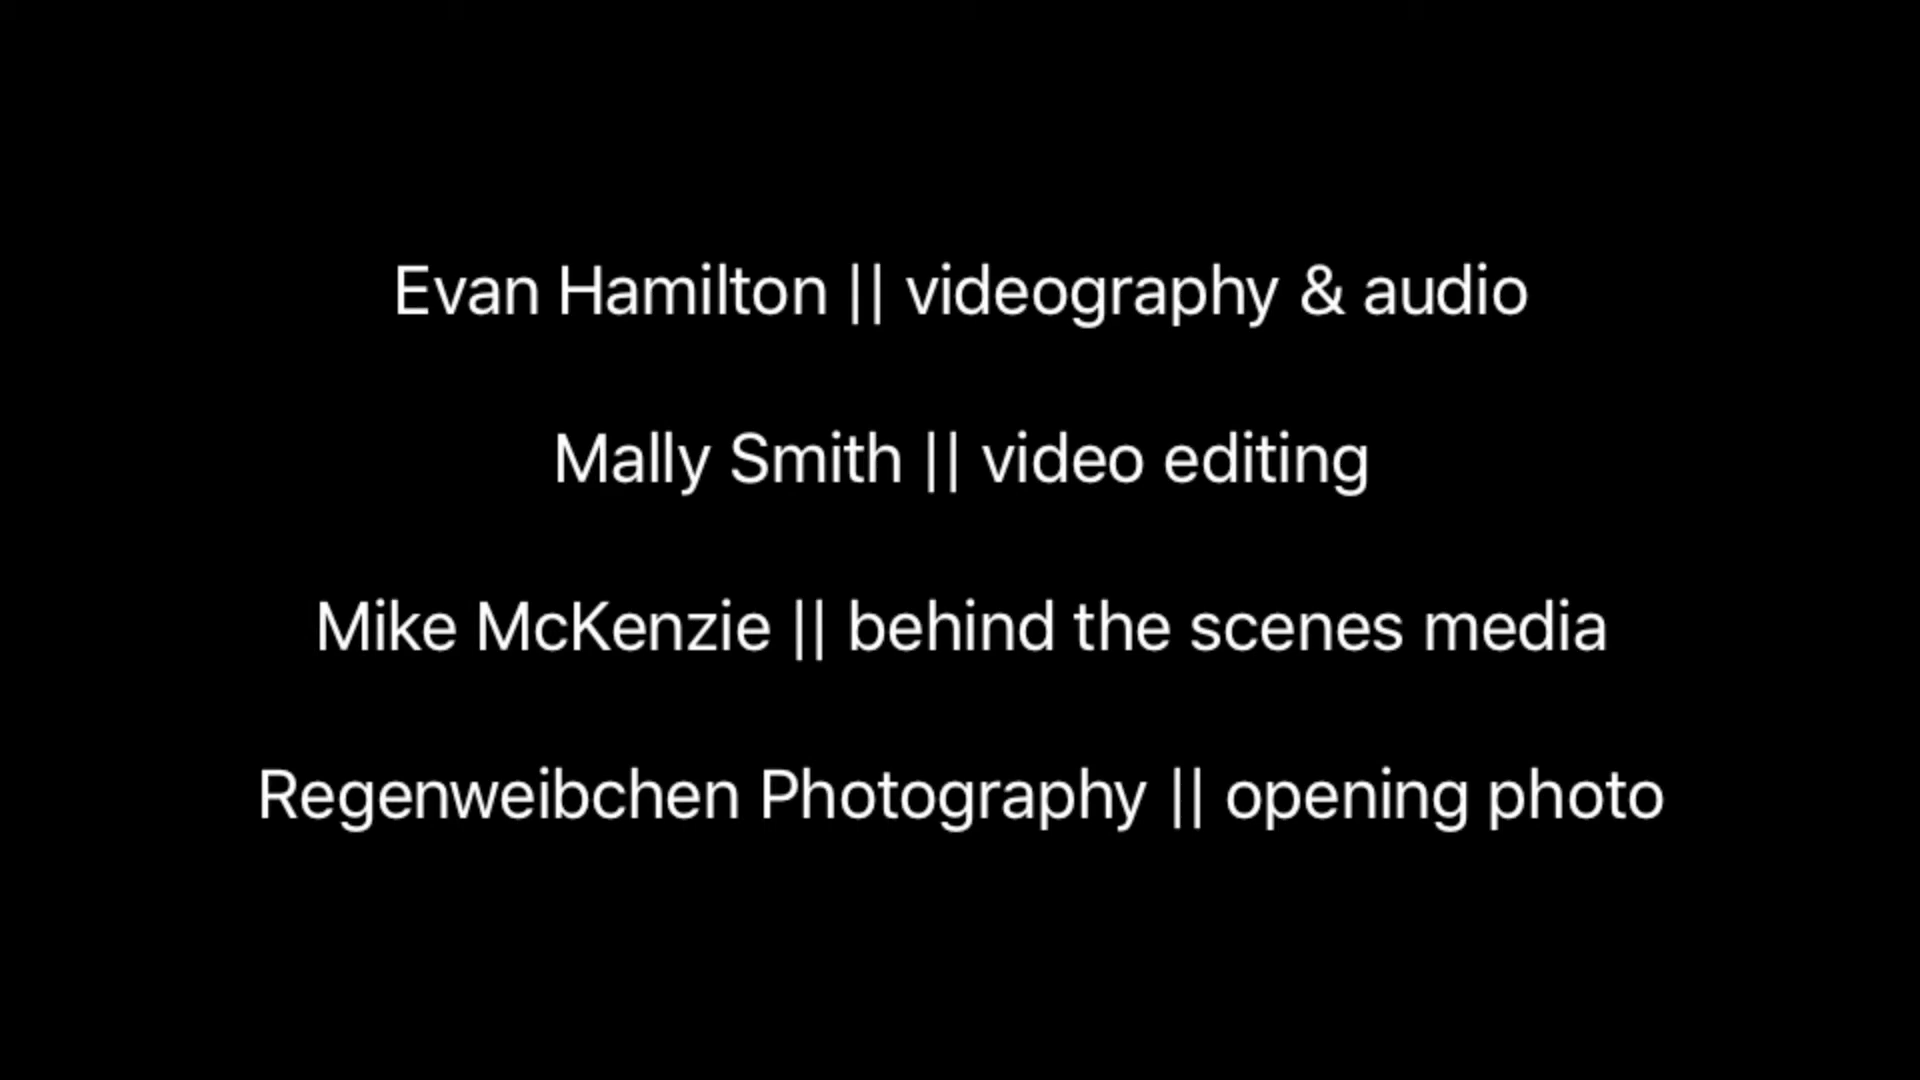 Evan Hamilton || videography & audio
Mally Smith || video editing
Mike McKenzie || behind the scenes media
Regenweibchen Photography || opening photo